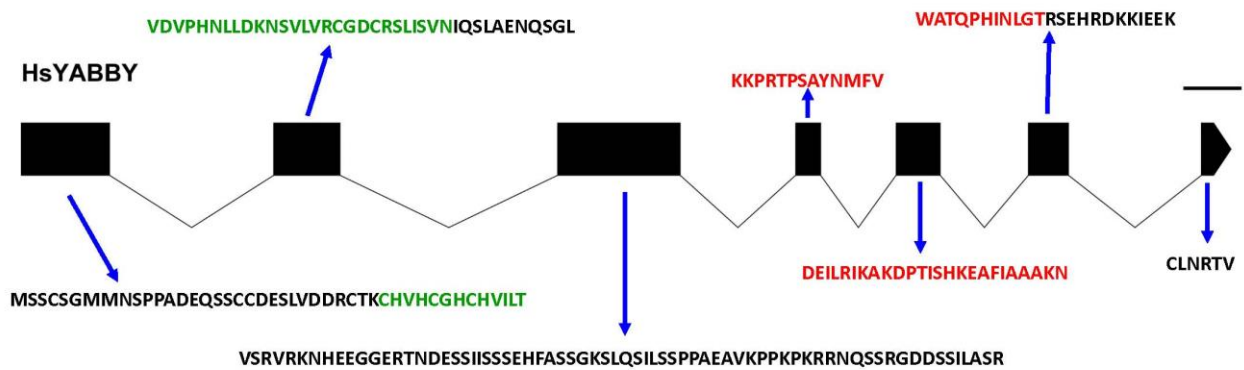 VDVPHNLLDKNSVLVRCGDCRSLISVNIQSLAENQSGL
WATQPHINLGTRSEHRDKKIEEK
HsYABBY
KKPRTPSAYNMFV
DEILRIKAKDPTISHKEAFIAAAKN
CLNRTV
MSSCSGMMNSPPADEQSSCCDESLVDDRCTKCHVHCGHCHVILT
VSRVRKNHEEGGERTNDESSIISSSEHFASSGKSLQSILSSPPAEAVKPPKPKRRNQSSRGDDSSILASR